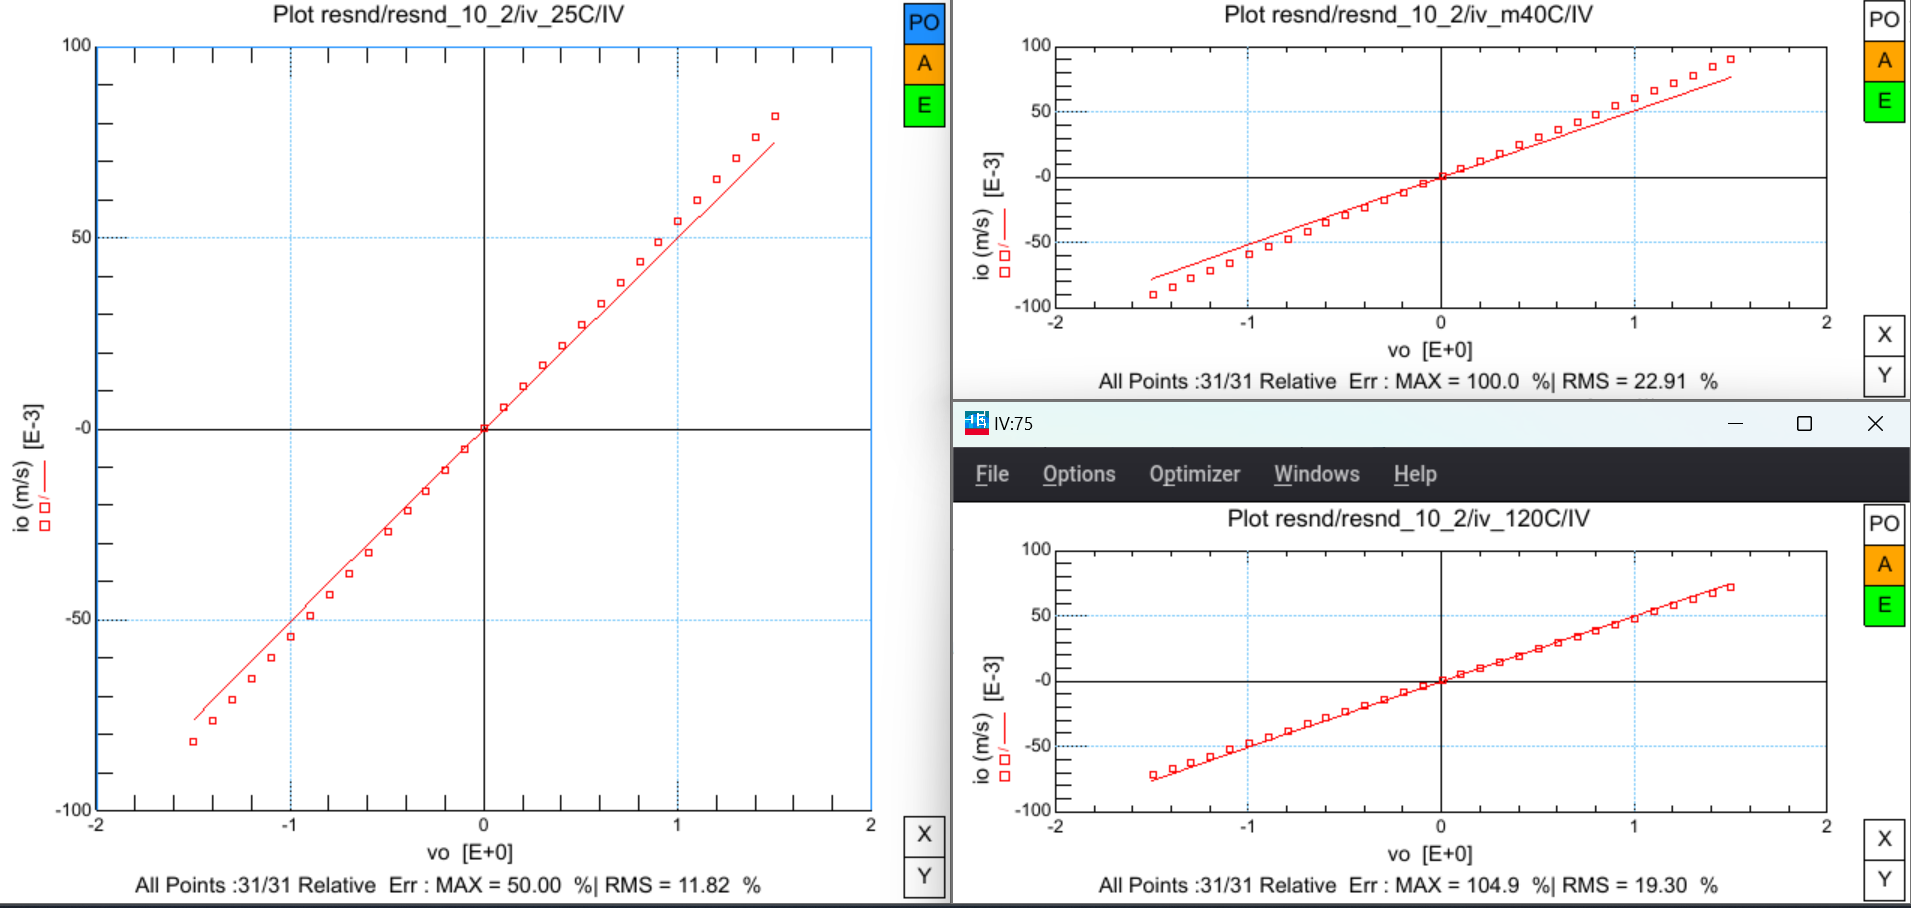 Plot resnd/resnd_10_2/iv_25C/IV
PO
A
E
100
50
-0
-50
-100
io (m/s) [E-3]
-2 -1 0 1 2
vo [E+0]
X
Y
All Points :31/31 Relative Err : MAX = 50.00 %| RMS = 11.82 %
Plot resnd/resnd_10_2/iv_m40C/IV
PO
A
E
100
50
-0
-50
-100
io (m/s) [E-3]
-2 -1 0 1 2
vo [E+0]
X
Y
All Points :31/31 Relative Err : MAX = 100.0 %| RMS = 22.91 %
IV:75
File Options Optimizer Windows Help
Plot resnd/resnd_10_2/iv_120C/IV
PO
A
E
100
50
-0
-50
-100
io (m/s) [E-3]
-2 -1 0 1 2
vo [E+0]
X
Y
All Points :31/31 Relative Err : MAX = 104.9 %| RMS = 19.30 %